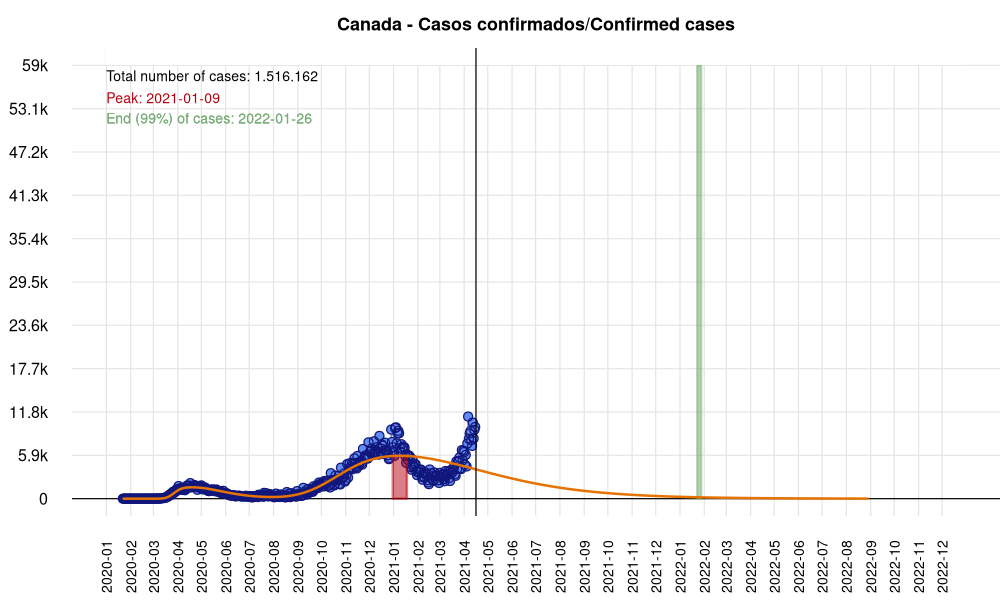 Canada - Casos confirmados/Confirmed cases
Total number of cases: 1.516.162
Peak: 2021-01-09
End (99%) of cases: 2022-01-26
59k
53.1k
47.2k
41.3k
35.4k
29.5k
23.6k
17.7k
11.8k
5.9k
0
2020-01
2020-02
2020-03
2020-04
2020-05
2020-06
2020-07
2020-08
2020-09
2020-10
2020-11
2020-12
2021-01
2021-02
2021-03
2021-04
2021-05
2021-06
2021-07
2021-08
2021-09
2021-10
2021-11
2021-12
2022-01
2022-02
2022-03
2022-04
2022-05
2022-06
2022-07
2022-08
2022-09
2022-10
2022-11
2022-12